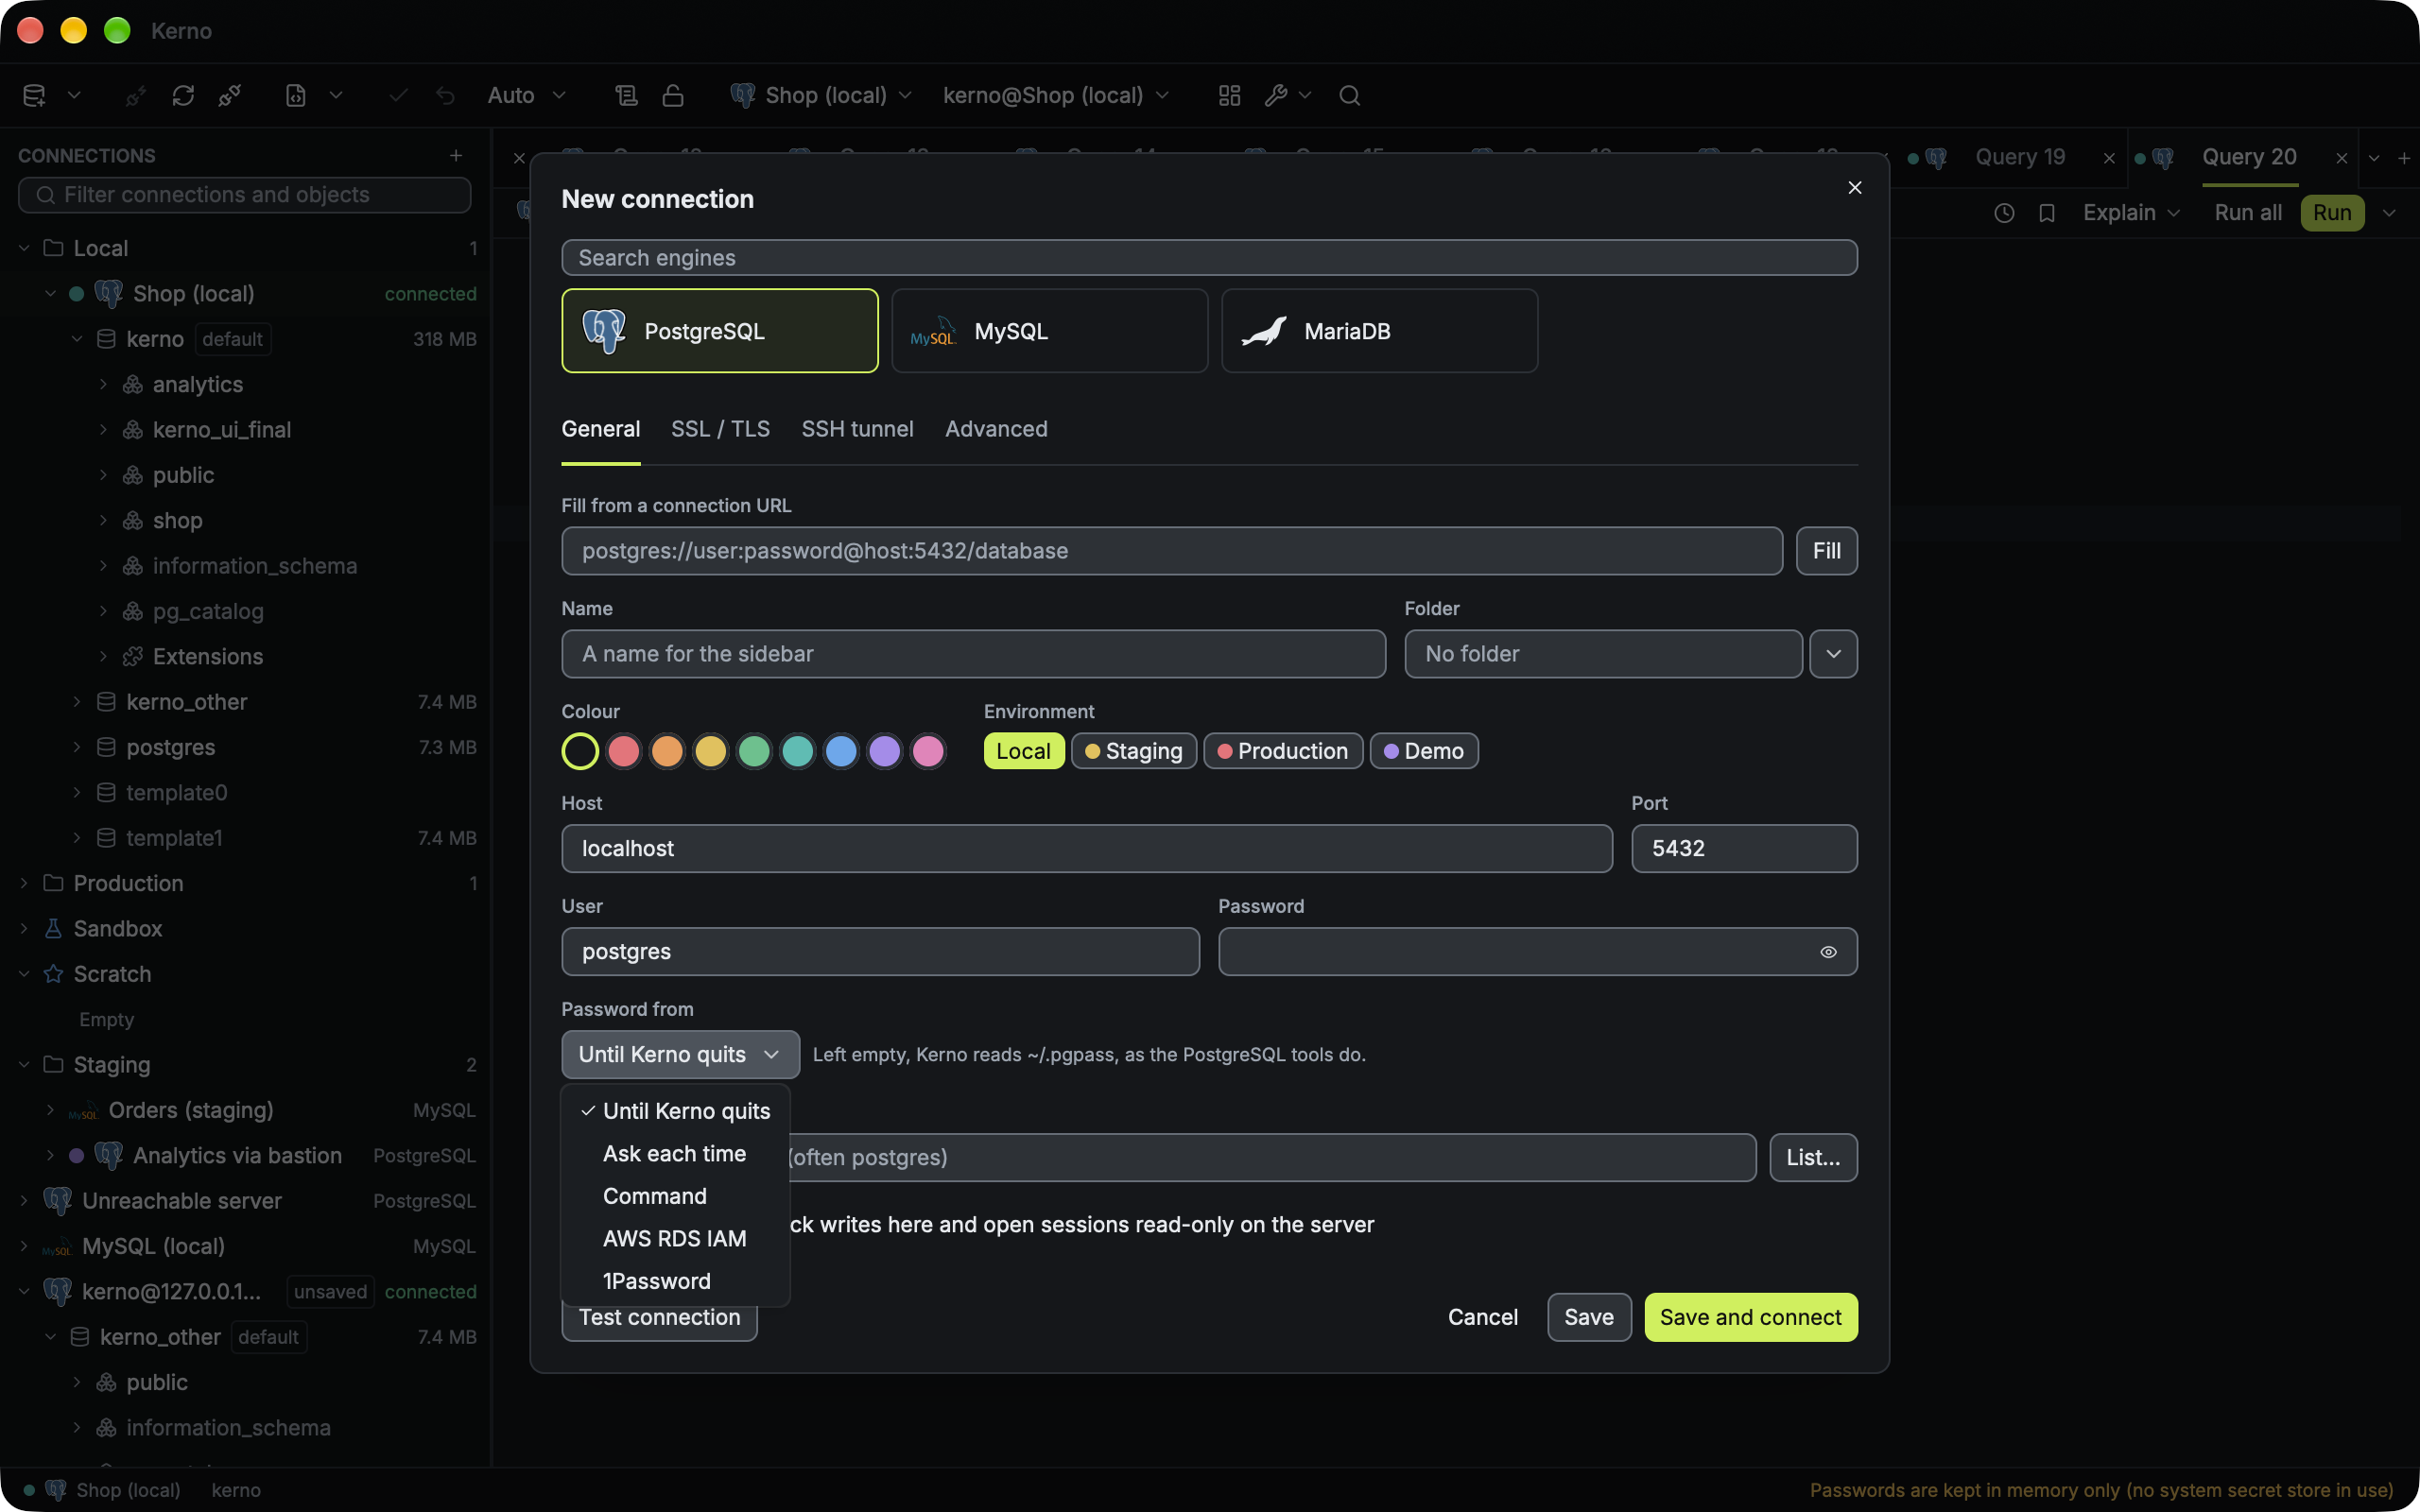 Kerno
Auto
Shop (local)
kerno@Shop (local)
CONNECTIONS
Filter connections and objects
Local 1
Shop (local) connected
kerno default 318 MB
analytics
kerno_ui_final
public
shop
information_schema
pg_catalog
Extensions
kerno_other 7.4 MB
postgres 7.3 MB
template0
template1 7.4 MB
Production 1
Sandbox
Scratch
Empty
Staging 2
Orders (staging) MySQL
Analytics via bastion PostgreSQL
Unreachable server PostgreSQL
MySQL (local) MySQL
kerno@127.0.0.1... unsaved connected
kerno_other default 7.4 MB
public
information_schema
Query 19
Query 20
Explain
Run all
Run
New connection
Search engines
PostgreSQL
MySQL
MySQL
MariaDB
General
SSL / TLS
SSH tunnel
Advanced
Fill from a connection URL
postgres://user:password@host:5432/database
Fill
Name
A name for the sidebar
Folder
No folder
Colour
Environment
Local
Staging
Production
Demo
Host
localhost
Port
5432
User
postgres
Password
Password from
Until Kerno quits
Left empty, Kerno reads ~/.pgpass, as the PostgreSQL tools do.
Until Kerno quits
Ask each time
Command
AWS RDS IAM
1Password
(often postgres)
List...
writes here and open sessions read-only on the server
Test connection
Cancel
Save
Save and connect
Shop (local)
kerno
Passwords are kept in memory only (no system secret store in use)